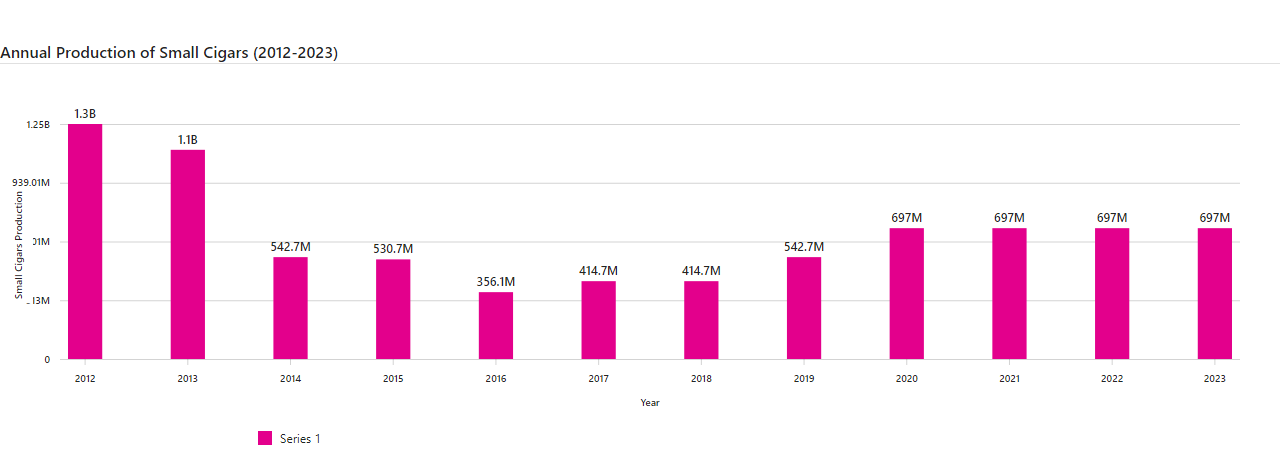 Annual Production of Small Cigars (2012-2023)
1.3B
1.1B
542.7M
530.7M
356.1M
414.7M
414.7M
542.7M
697M
697M
697M
697M
1.25B
939.01M
0
Small Cigars Production
2012
2013
2014
2015
2016
2017
2018
2019
2020
2021
2022
2023
Year
Series 1